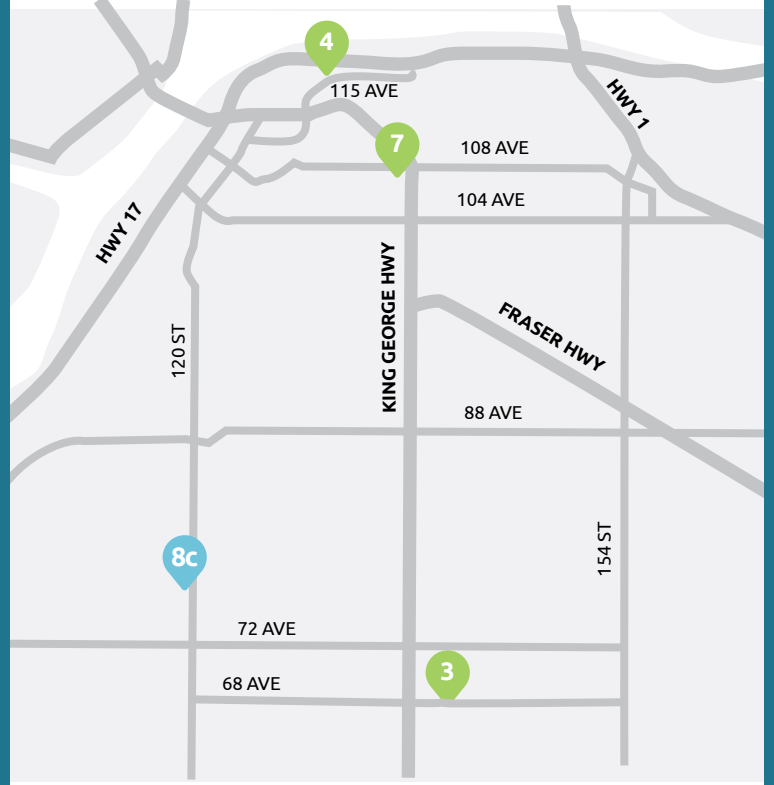 4
115 AVE
HWY 1
7
108 AVE
104 AVE
HWY 17
KING GEORGE HWY
FRASER HWY
120 ST
88 AVE
154 ST
8c
72 AVE
3
68 AVE